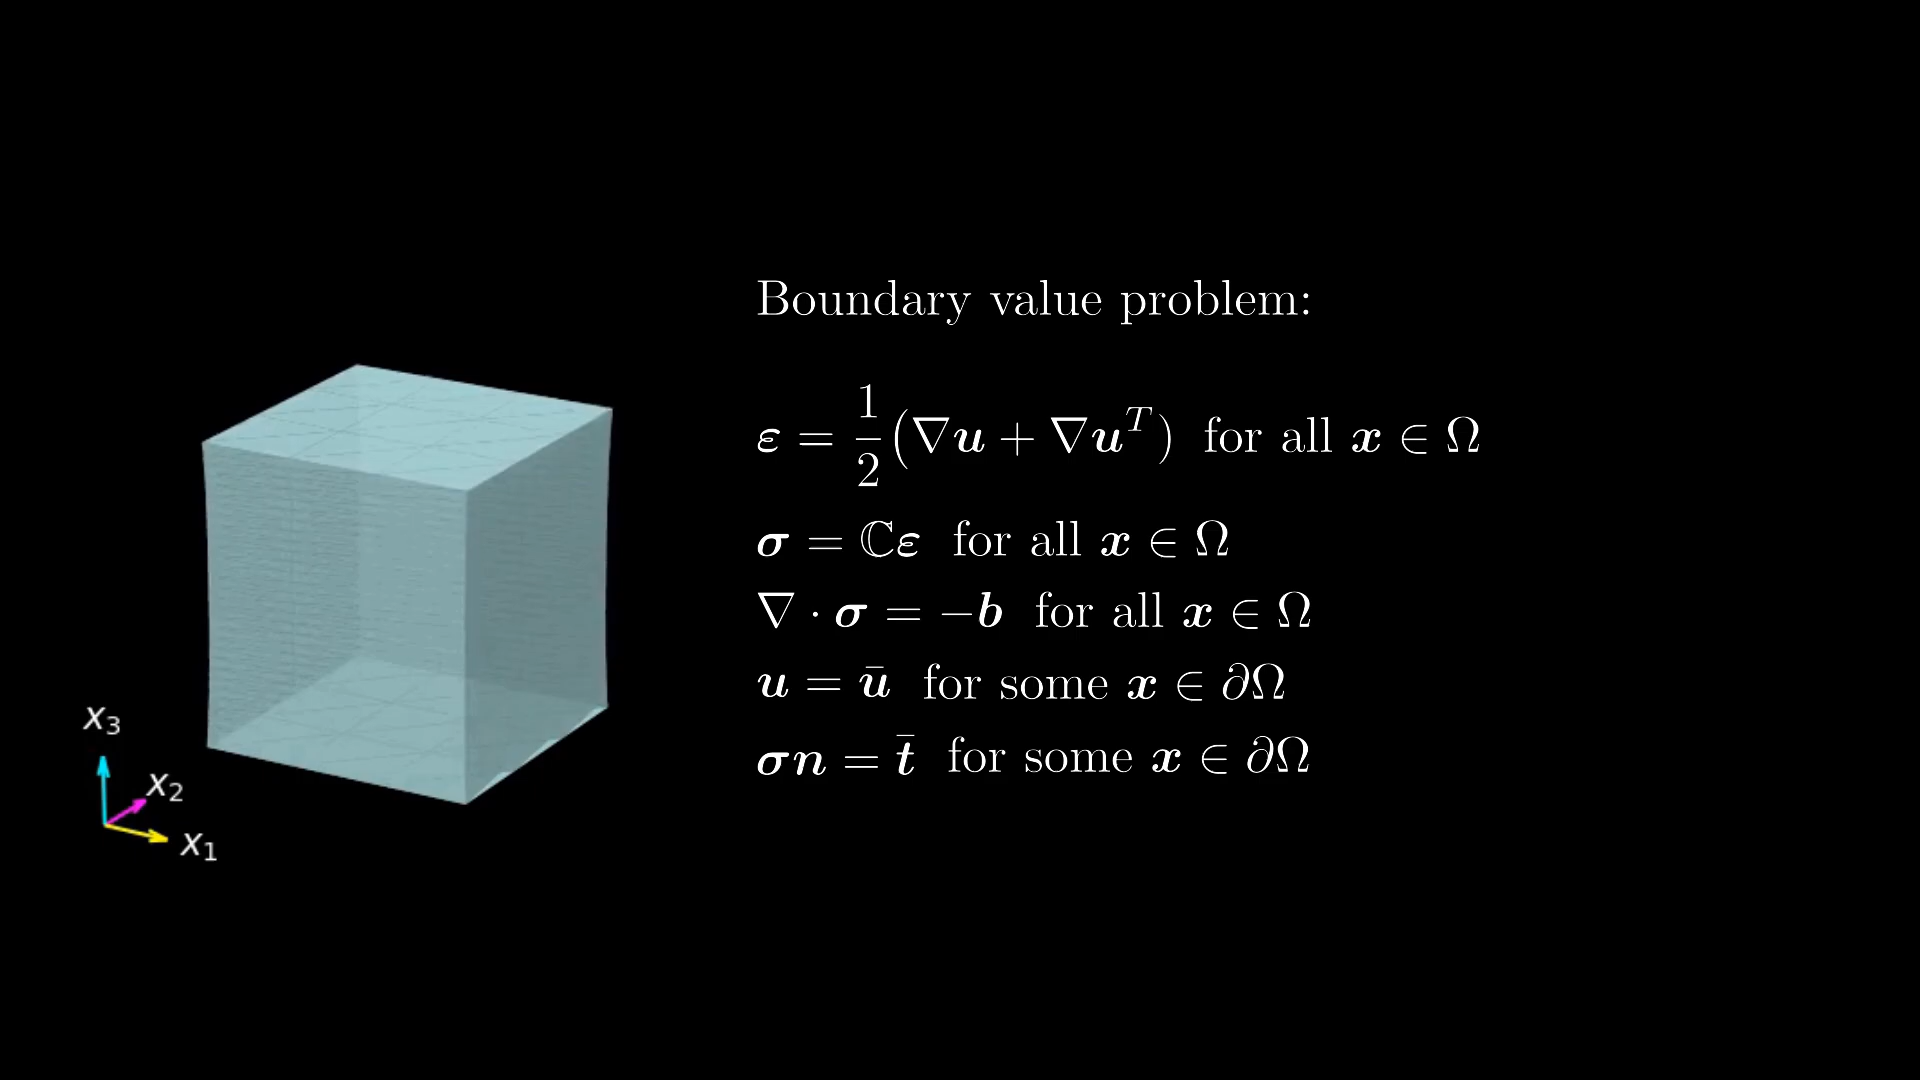 Boundary value problem:
ε = 1/2 (∇u + ∇uᵀ) for all x ∈ Ω
σ = ℂε for all x ∈ Ω
∇ · σ = −b for all x ∈ Ω
u = ū for some x ∈ ∂Ω
σn = t̄ for some x ∈ ∂Ω
x₃
x₂
x₁